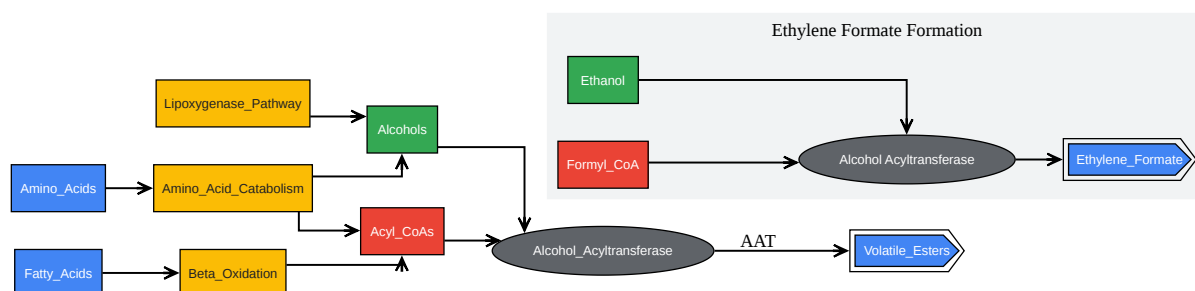 Ethylene Formate Formation
Ethanol
Lipoxygenase_Pathway
Alcohols
Formyl_CoA
Alcohol Acyltransferase
Ethylene_Formate
Amino_Acids
Amino_Acid_Catabolism
Acyl_CoAs
Alcohol_Acyltransferase
AAT
Volatile_Esters
Fatty_Acids
Beta_Oxidation